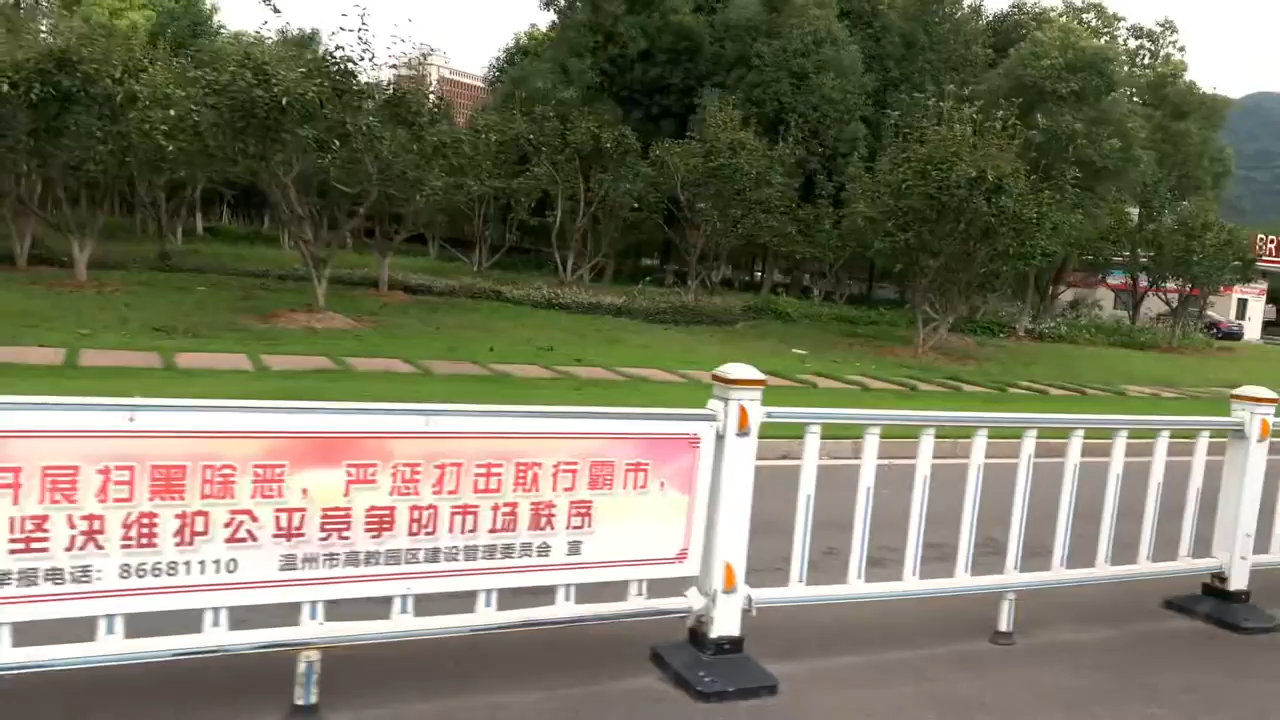 开展扫黑除恶，严惩打击欺行霸市，
坚决维护公平竞争的市场秩序
举报电话：86681110 温州市高教园区建设管理委员会 宣